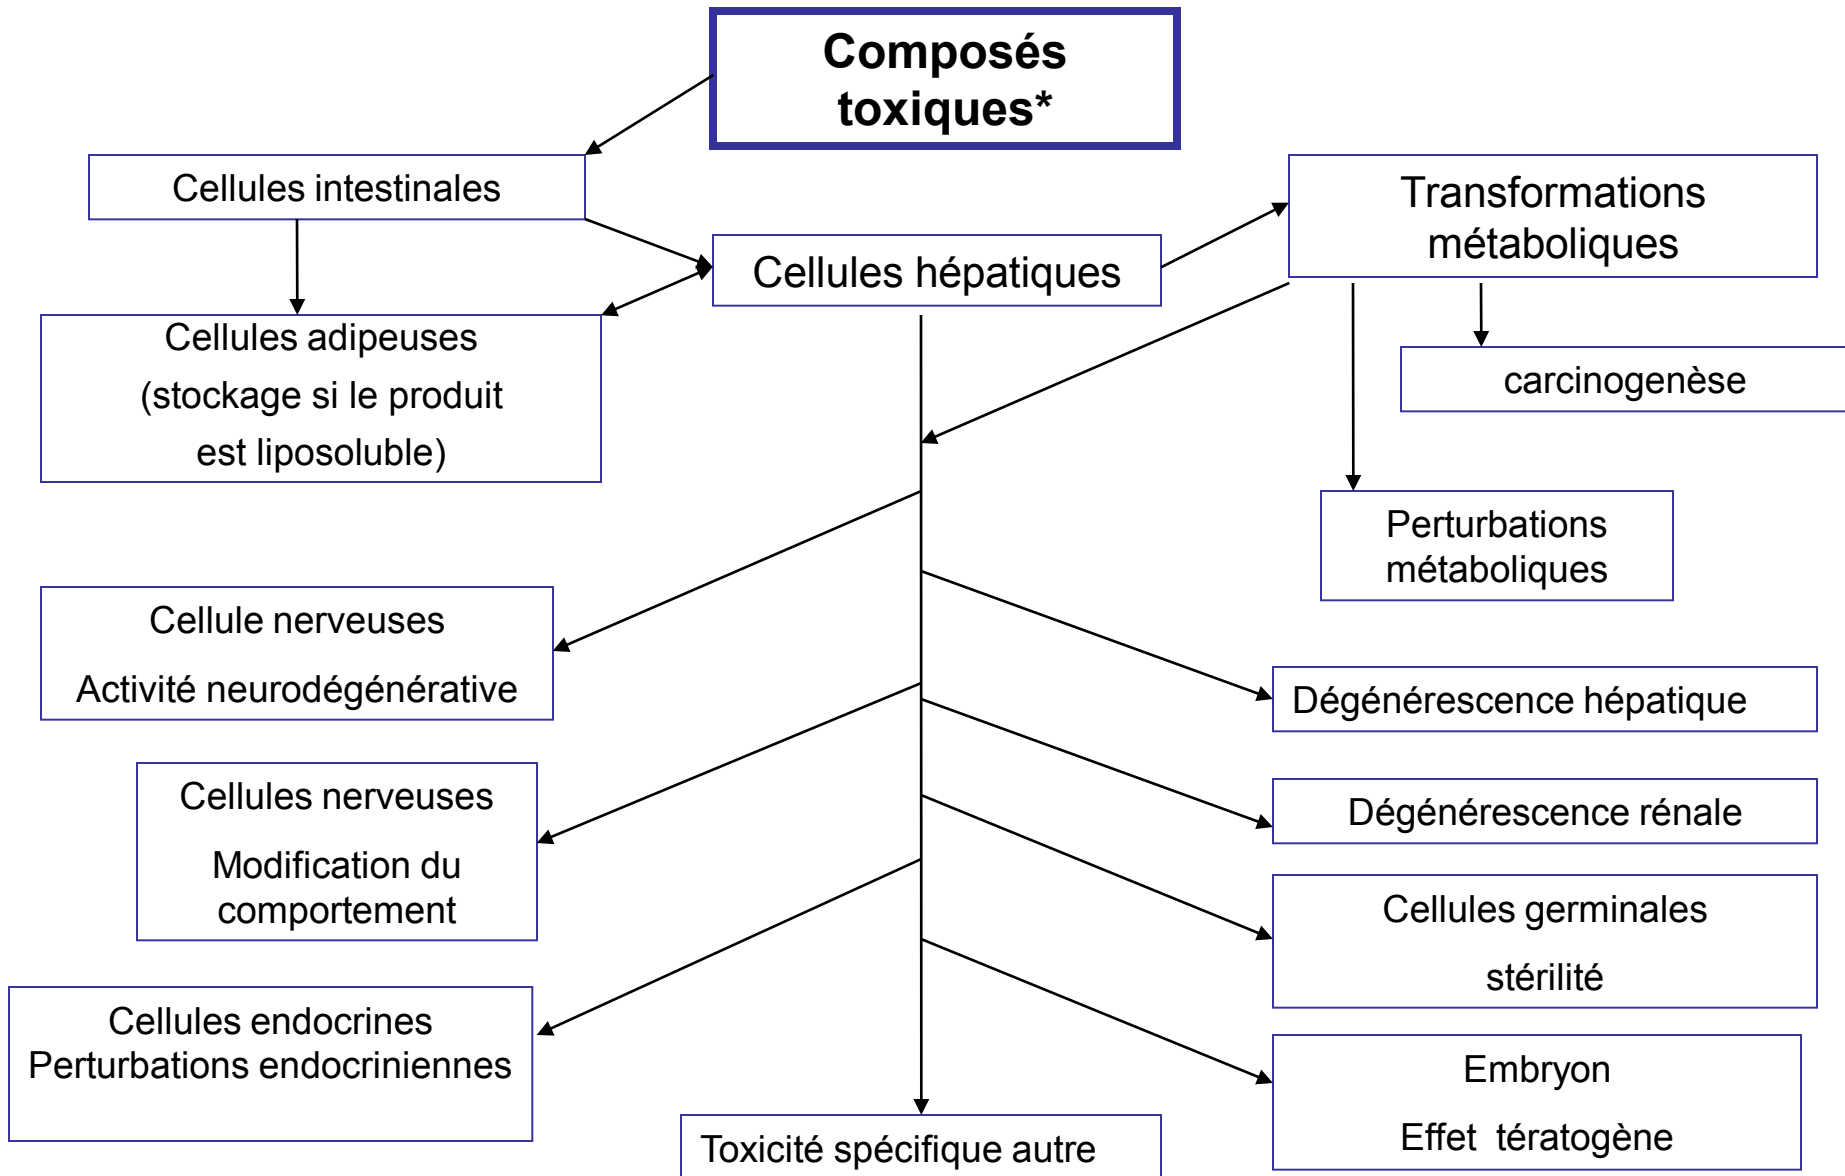 Composés
toxiques*
Cellules intestinales
Transformations
métaboliques
Cellules hépatiques
Cellules adipeuses
(stockage si le produit
est liposoluble)
carcinogenèse
Perturbations
métaboliques
Cellule nerveuses
Activité neurodégénérative
Dégénérescence hépatique
Cellules nerveuses
Modification du
comportement
Dégénérescence rénale
Cellules germinales
stérilité
Cellules endocrines
Perturbations endocriniennes
Embryon
Effet tératogène
Toxicité spécifique autre